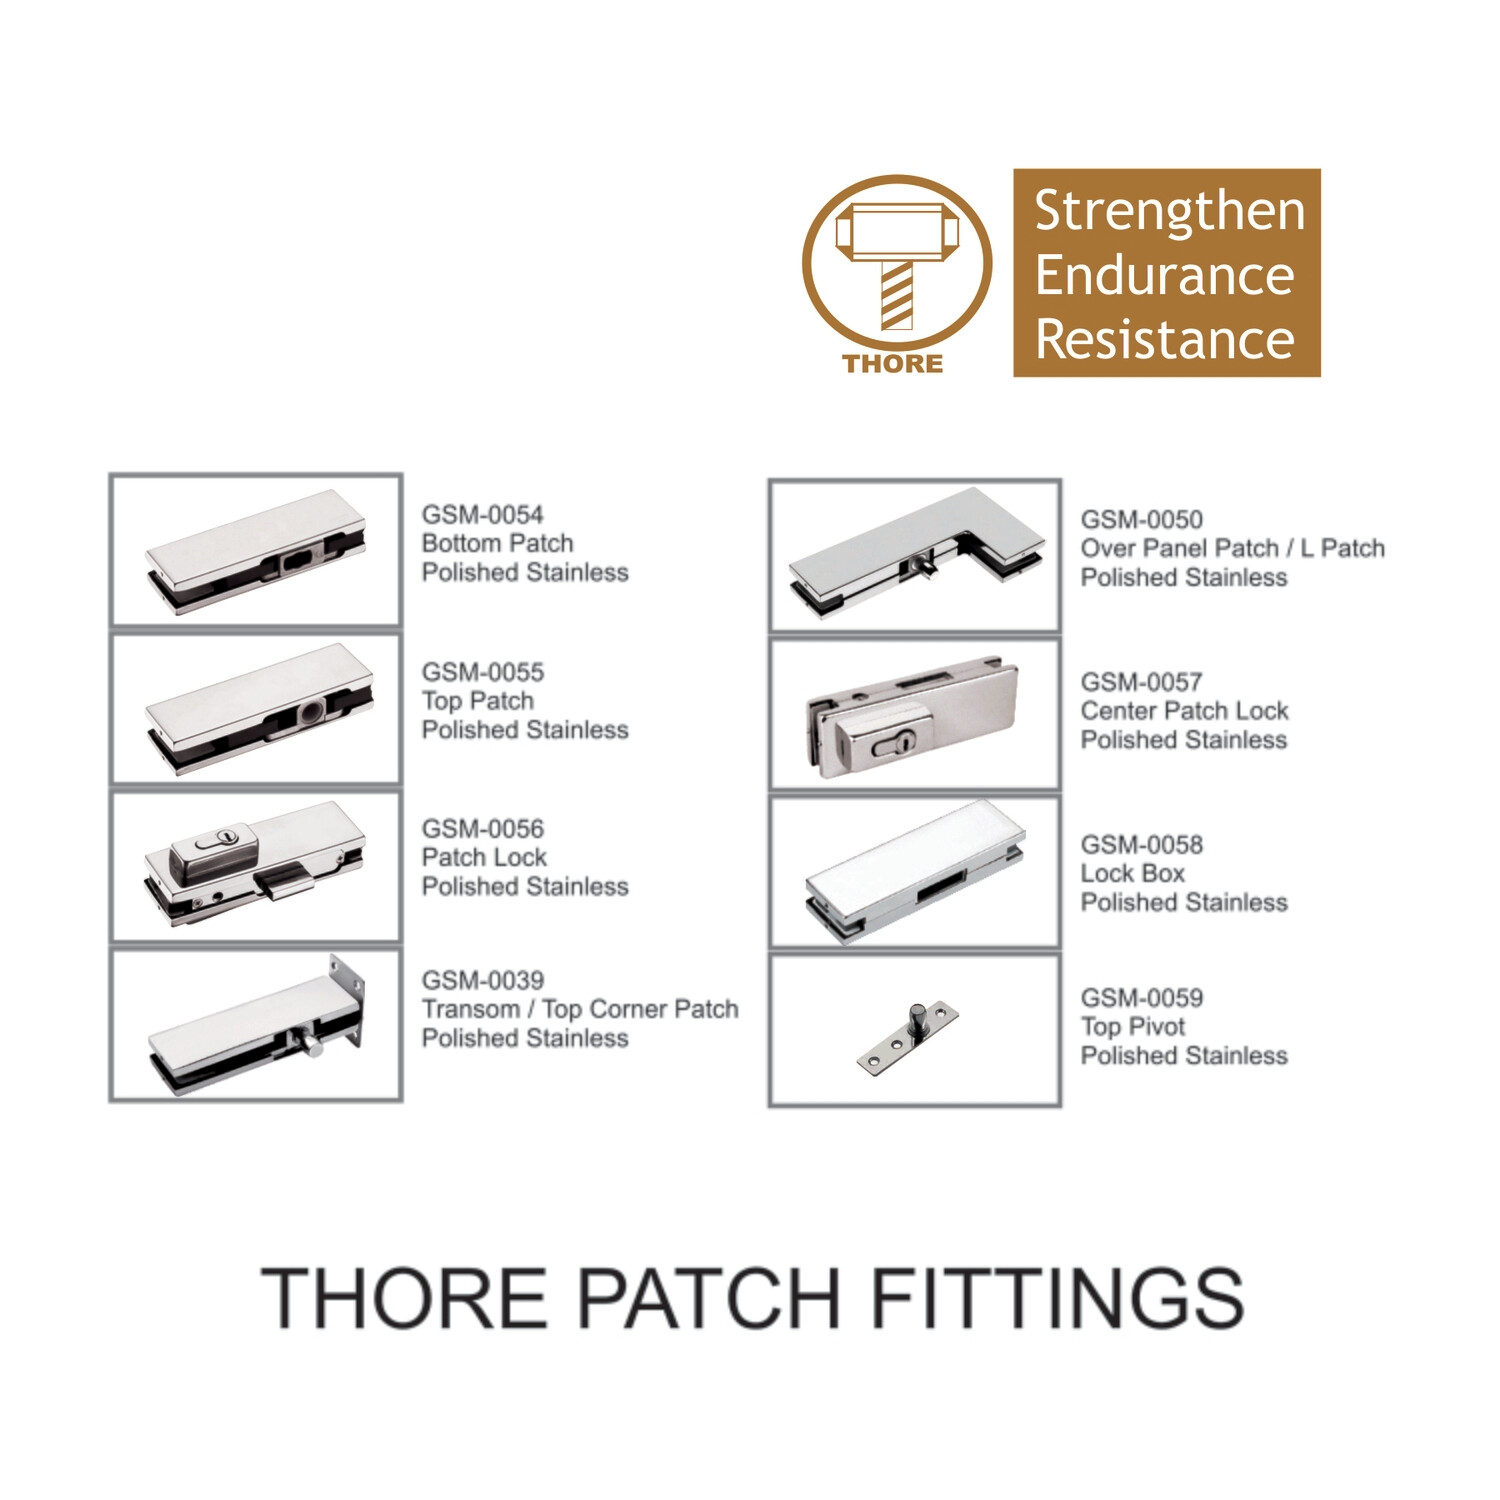 THORE
Strengthen
Endurance
Resistance
GSM-0054
Bottom Patch
Polished Stainless
GSM-0055
Top Patch
Polished Stainless
GSM-0056
Patch Lock
Polished Stainless
GSM-0039
Transom / Top Corner Patch
Polished Stainless
GSM-0050
Over Panel Patch / L Patch
Polished Stainless
GSM-0057
Center Patch Lock
Polished Stainless
GSM-0058
Lock Box
Polished Stainless
GSM-0059
Top Pivot
Polished Stainless
THORE PATCH FITTINGS